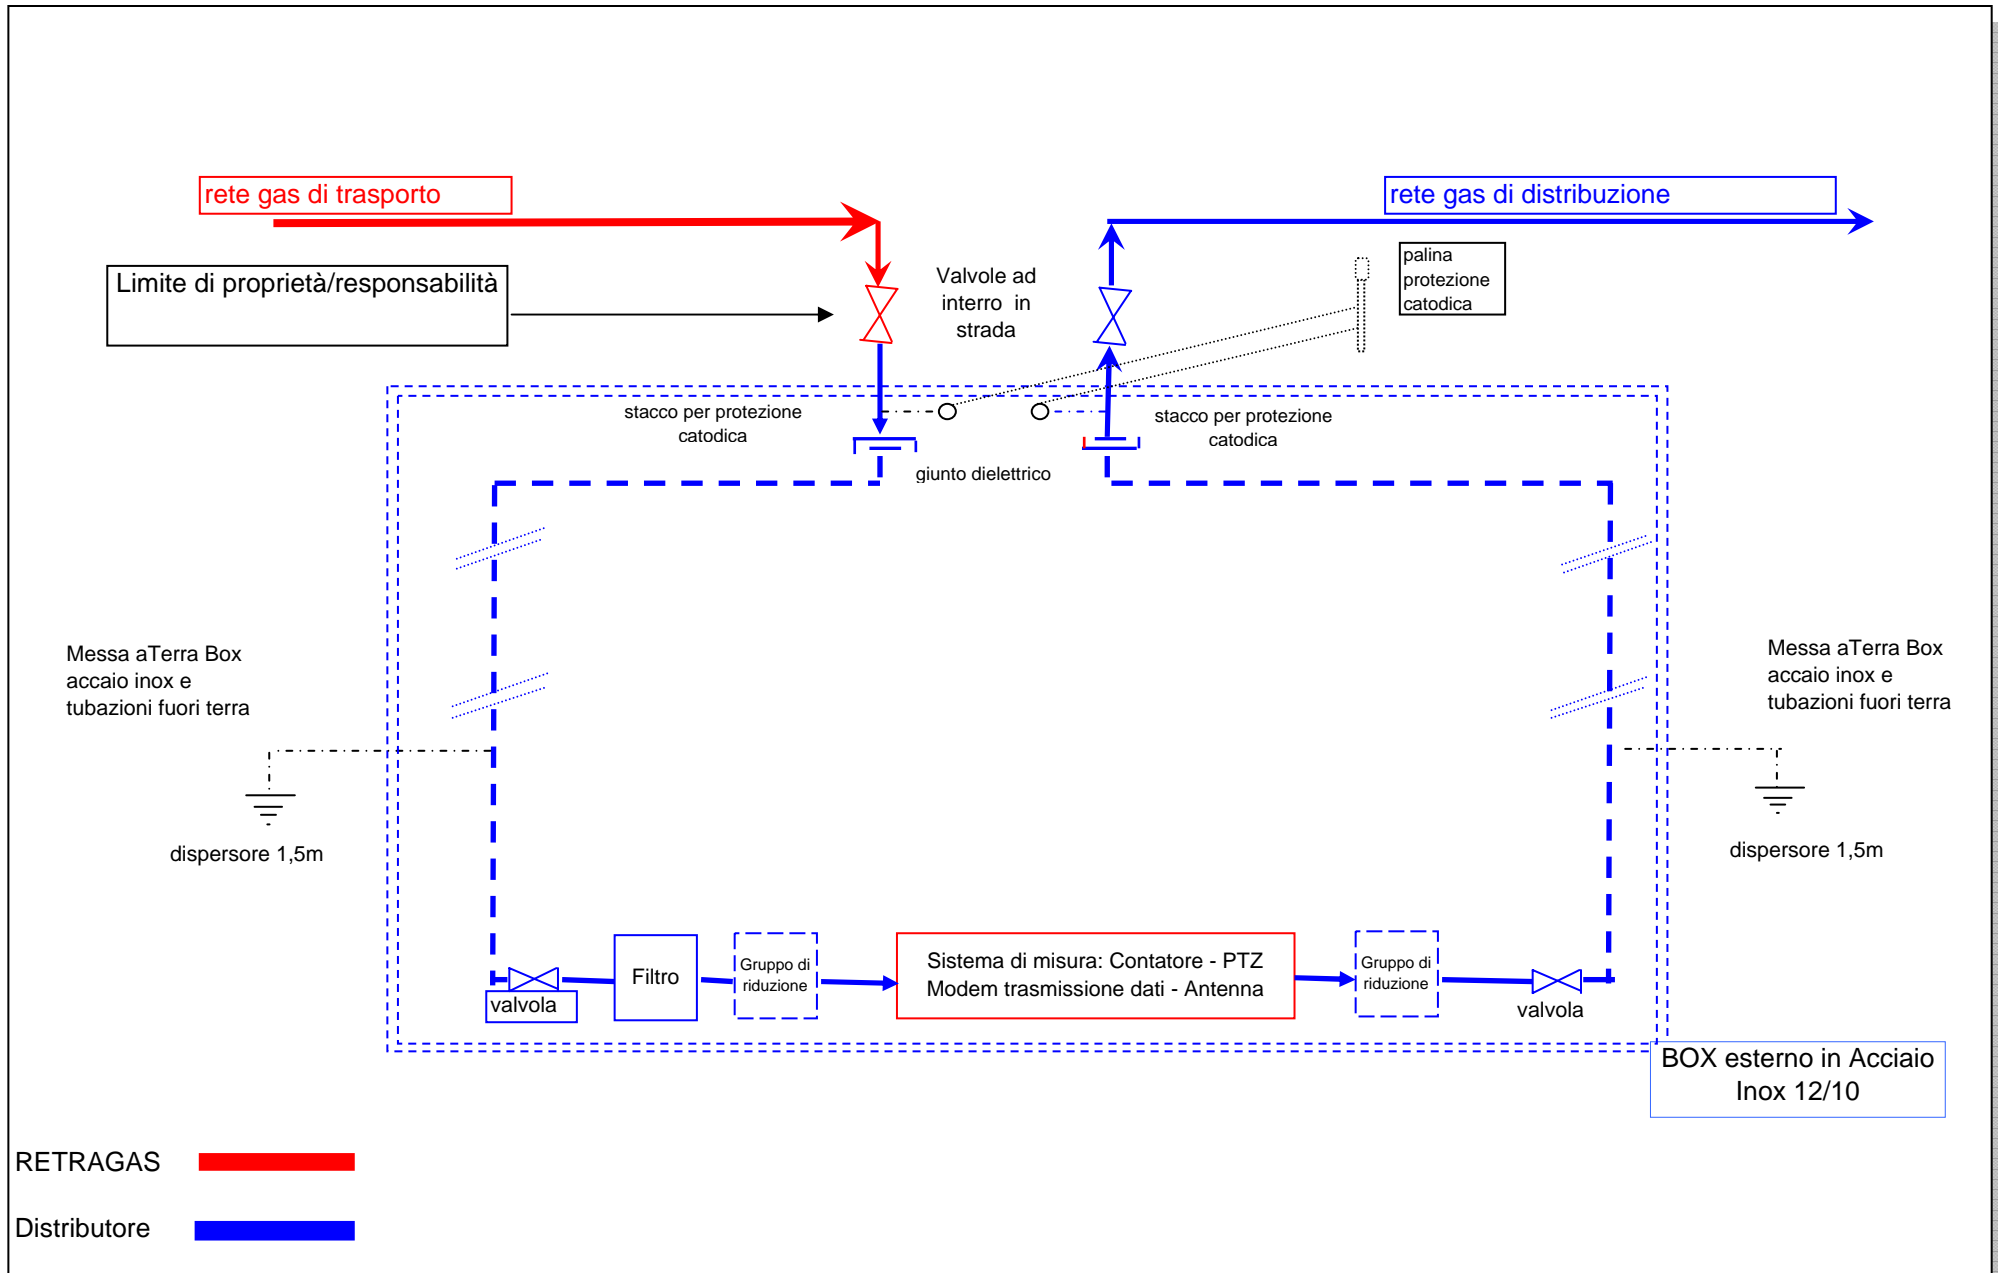 rete gas di trasporto
rete gas di distribuzione
Limite di proprietà/responsabilità
Valvole ad
interro in
strada
palina
protezione
catodica
stacco per protezione
catodica
stacco per protezione
catodica
giunto dielettrico
Messa aTerra Box
accaio inox e
tubazioni fuori terra
Messa aTerra Box
accaio inox e
tubazioni fuori terra
dispersore 1,5m
dispersore 1,5m
valvola
Filtro
Gruppo di
riduzione
Sistema di misura: Contatore - PTZ
Modem trasmissione dati - Antenna
Gruppo di
riduzione
valvola
BOX esterno in Acciaio
Inox 12/10
RETRAGAS
Distributore